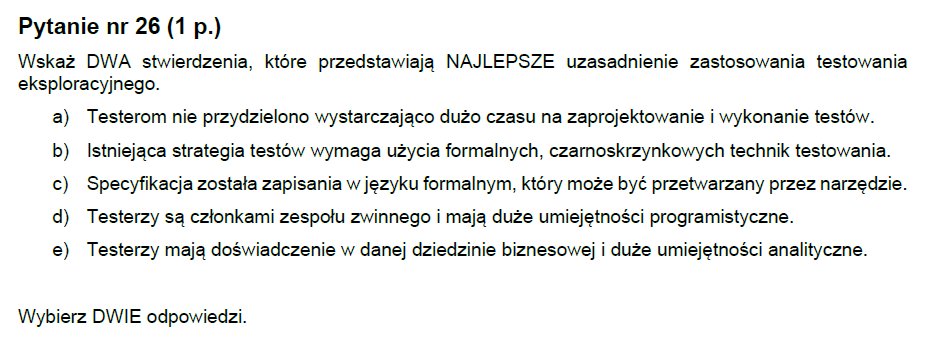 Pytanie nr 26 (1 p.)
Wskaż DWA stwierdzenia, które przedstawiają NAJLEPSZE uzasadnienie zastosowania testowania
eksploracyjnego.
a) Testerom nie przydzielono wystarczająco dużo czasu na zaprojektowanie i wykonanie testów.
b) Istniejąca strategia testów wymaga użycia formalnych, czarnoskrzynkowych technik testowania.
c) Specyfikacja została zapisania w języku formalnym, który może być przetwarzany przez narzędzie.
d) Testerzy są członkami zespołu zwinnego i mają duże umiejętności programistyczne.
e) Testerzy mają doświadczenie w danej dziedzinie biznesowej i duże umiejętności analityczne.
Wybierz DWIE odpowiedzi.